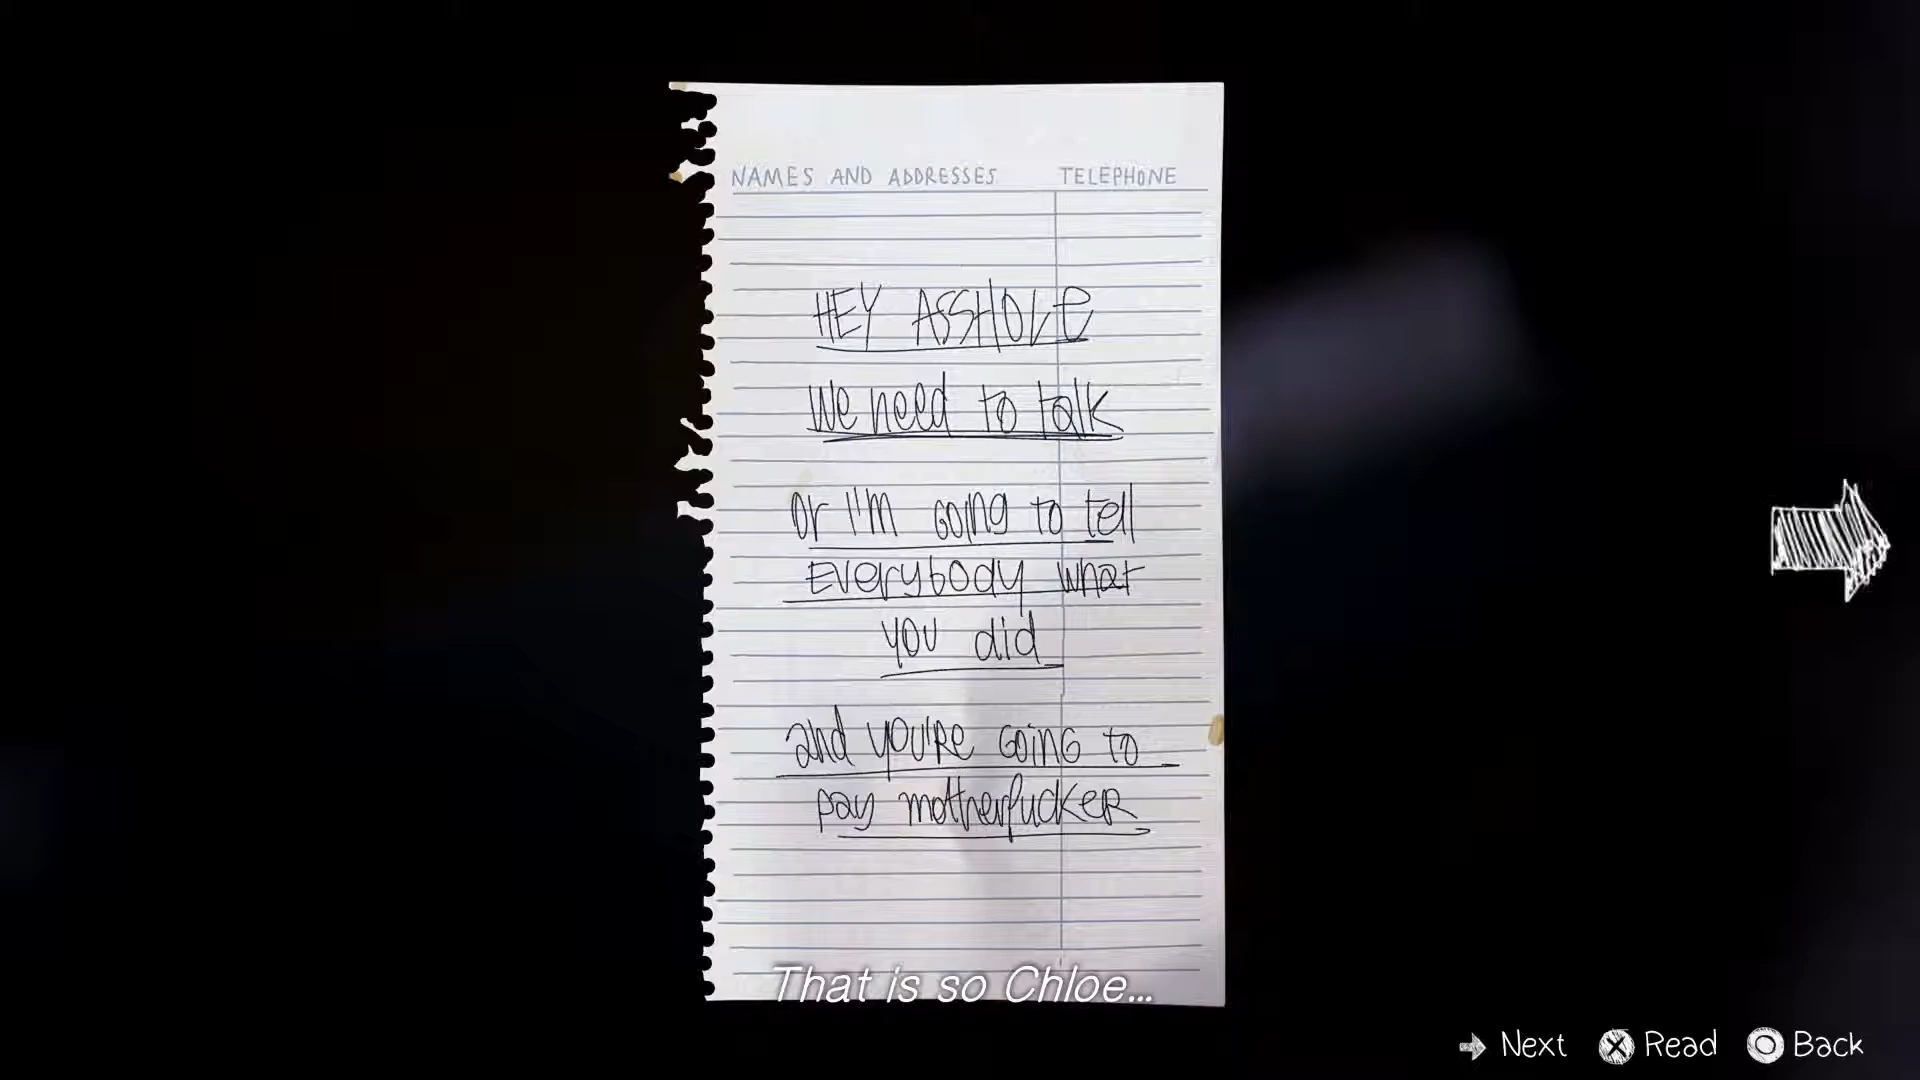 NAMES AND ADDRESSES TELEPHONE
HEY ASSHOLE
We need to talk
or I'm going to tell
Everybody what
you did
and you're going to
pay motherfucker
That is so Chloe...
Next Read Back